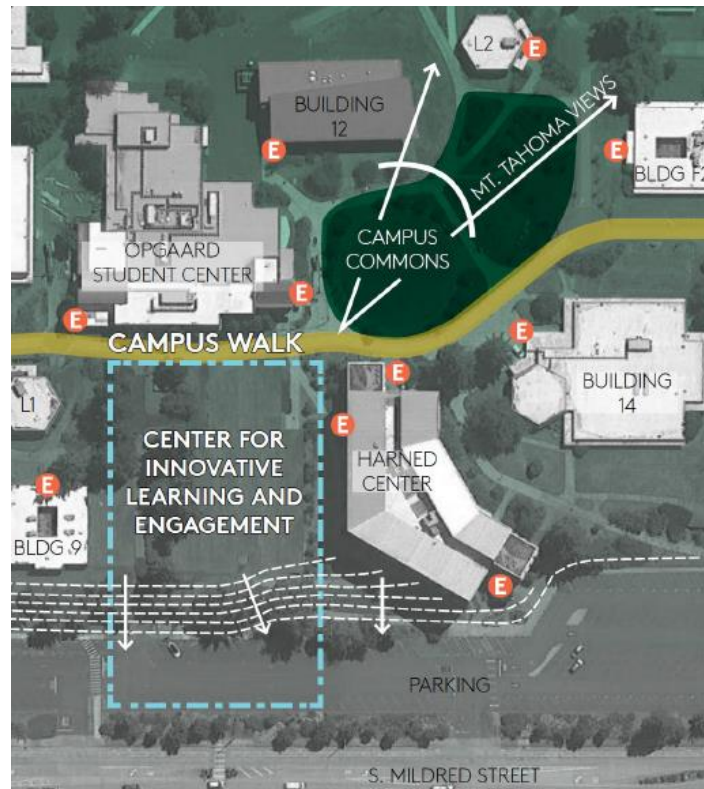 L2
E
BUILDING
12
E
MT. TAHOMA VIEWS
E
BLDG F2
CAMPUS
COMMONS
OPGAARD
STUDENT CENTER
E
E
CAMPUS WALK
E
E
BUILDING
14
L1
E
CENTER FOR
INNOVATIVE
LEARNING AND
ENGAGEMENT
HARNED
CENTER
E
BLDG 9
E
PARKING
S. MILDRED STREET